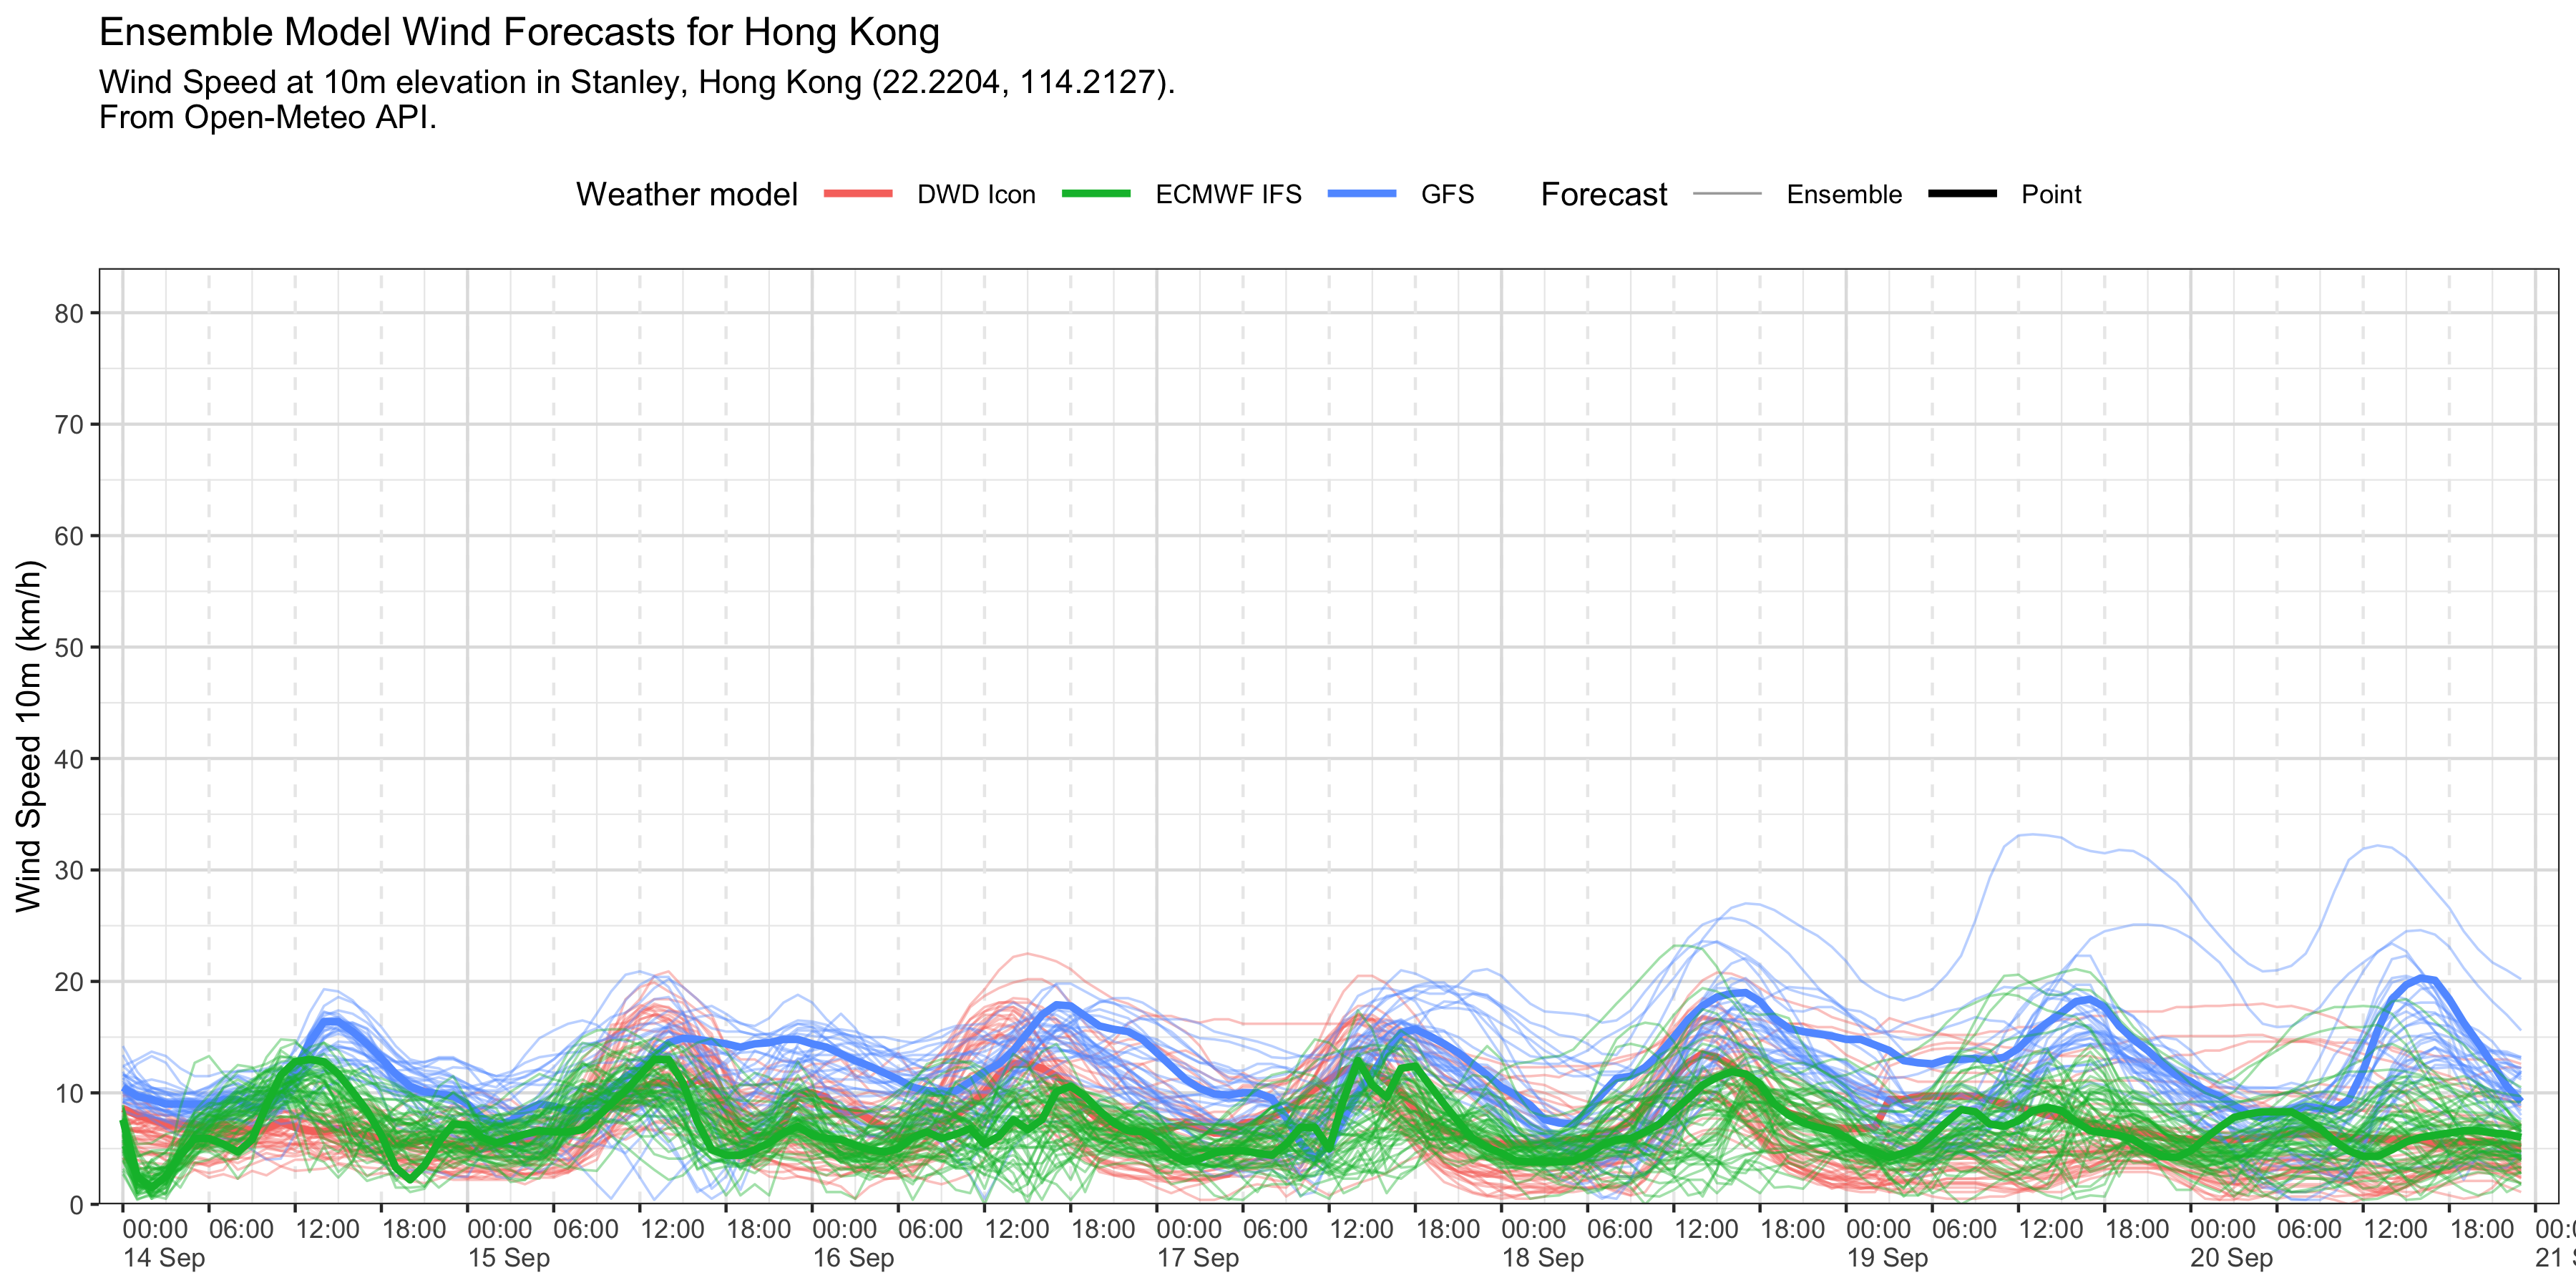 Ensemble Model Wind Forecasts for Hong Kong
Wind Speed at 10m elevation in Stanley, Hong Kong (22.2204, 114.2127).
From Open-Meteo API.
Weather model DWD Icon ECMWF IFS GFS Forecast Ensemble Point
Wind Speed 10m (km/h)
80
70
60
50
40
30
20
10
0
00:00 06:00 12:00 18:00 00:00 06:00 12:00 18:00 00:00 06:00 12:00 18:00 00:00 06:00 12:00 18:00 00:00 06:00 12:00 18:00 00:00 06:00 12:00 18:00 00:00 06:00 12:00 18:00
14 Sep 15 Sep 16 Sep 17 Sep 18 Sep 19 Sep 20 Sep 21